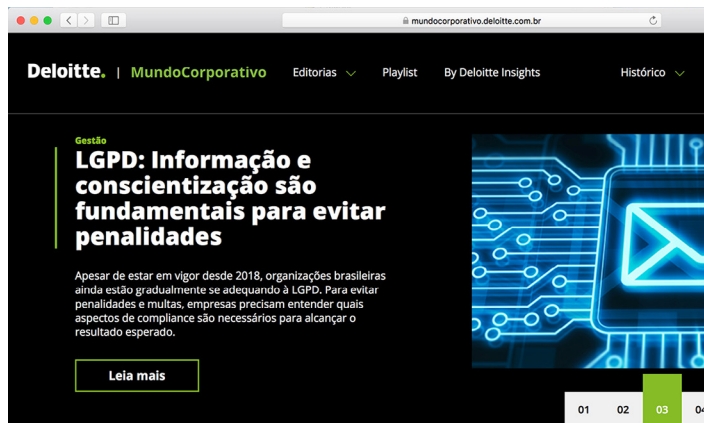 mundocorporativo.deloitte.com.br
Deloitte. | MundoCorporativo Editorias Playlist By Deloitte Insights Histórico
Gestão
LGPD: Informação e
conscientização são
fundamentais para evitar
penalidades
Apesar de estar em vigor desde 2018, organizações brasileiras
ainda estão gradualmente se adequando à LGPD. Para evitar
penalidades e multas, empresas precisam entender quais
aspectos de compliance são necessários para alcançar o
resultado esperado.
Leia mais
01 02 03 04